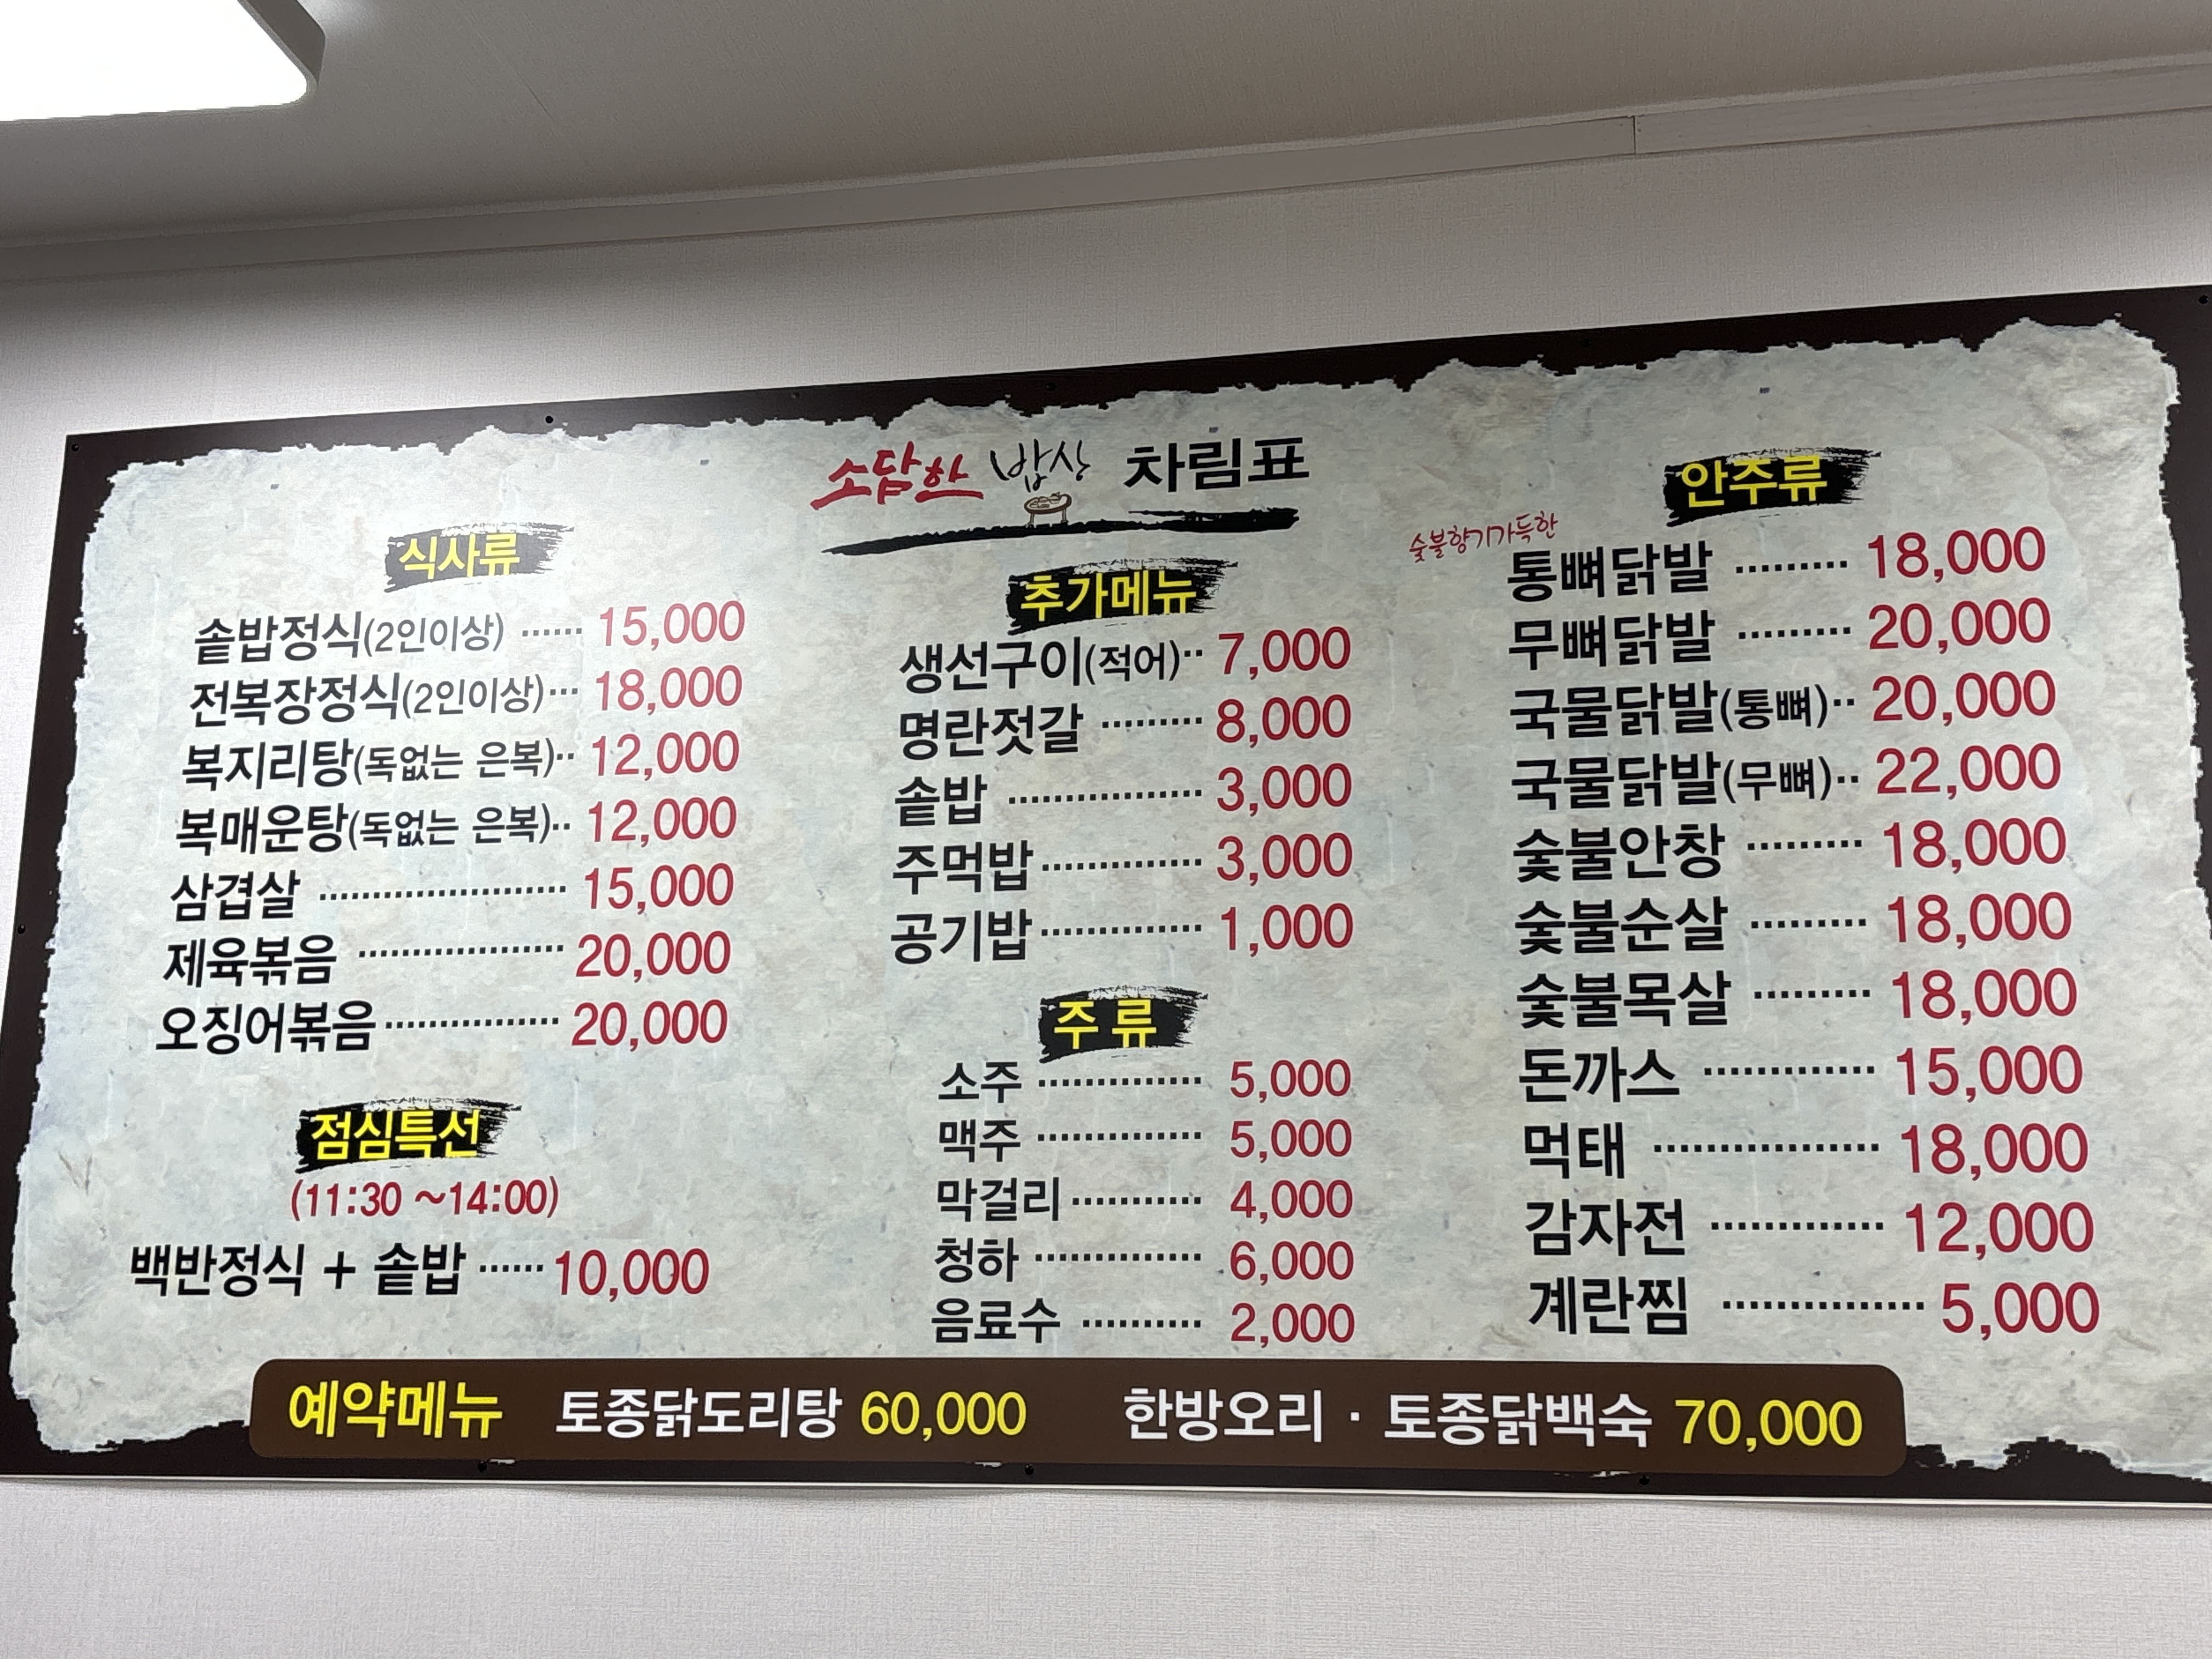 소담한 밥상 차림표
식사류
솥밥정식(2인이상) ······ 15,000
전복장정식(2인이상)··· 18,000
복지리탕(독없는 은복)·· 12,000
복매운탕(독없는 은복)·· 12,000
삼겹살 ························ 15,000
제육볶음 ···················· 20,000
오징어볶음················· 20,000
점심특선
(11:30 ~14:00)
백반정식 + 솥밥 ······ 10,000
추가메뉴
생선구이(적어)·· 7,000
명란젓갈 ········· 8,000
솥밥 ················· 3,000
주먹밥·············· 3,000
공기밥·············· 1,000
주 류
소주 ·············· 5,000
맥주 ·············· 5,000
막걸리··········· 4,000
청하 ·············· 6,000
음료수 ·········· 2,000
안주류
숯불향기가득한
통뼈닭발 ········· 18,000
무뼈닭발 ········· 20,000
국물닭발(통뼈)·· 20,000
국물닭발(무뼈)·· 22,000
숯불안창 ········· 18,000
숯불순살 ········· 18,000
숯불목살 ········· 18,000
돈까스 ············· 15,000
먹태 ················· 18,000
감자전 ············· 12,000
계란찜 ··············· 5,000
예약메뉴 토종닭도리탕 60,000 한방오리 · 토종닭백숙 70,000